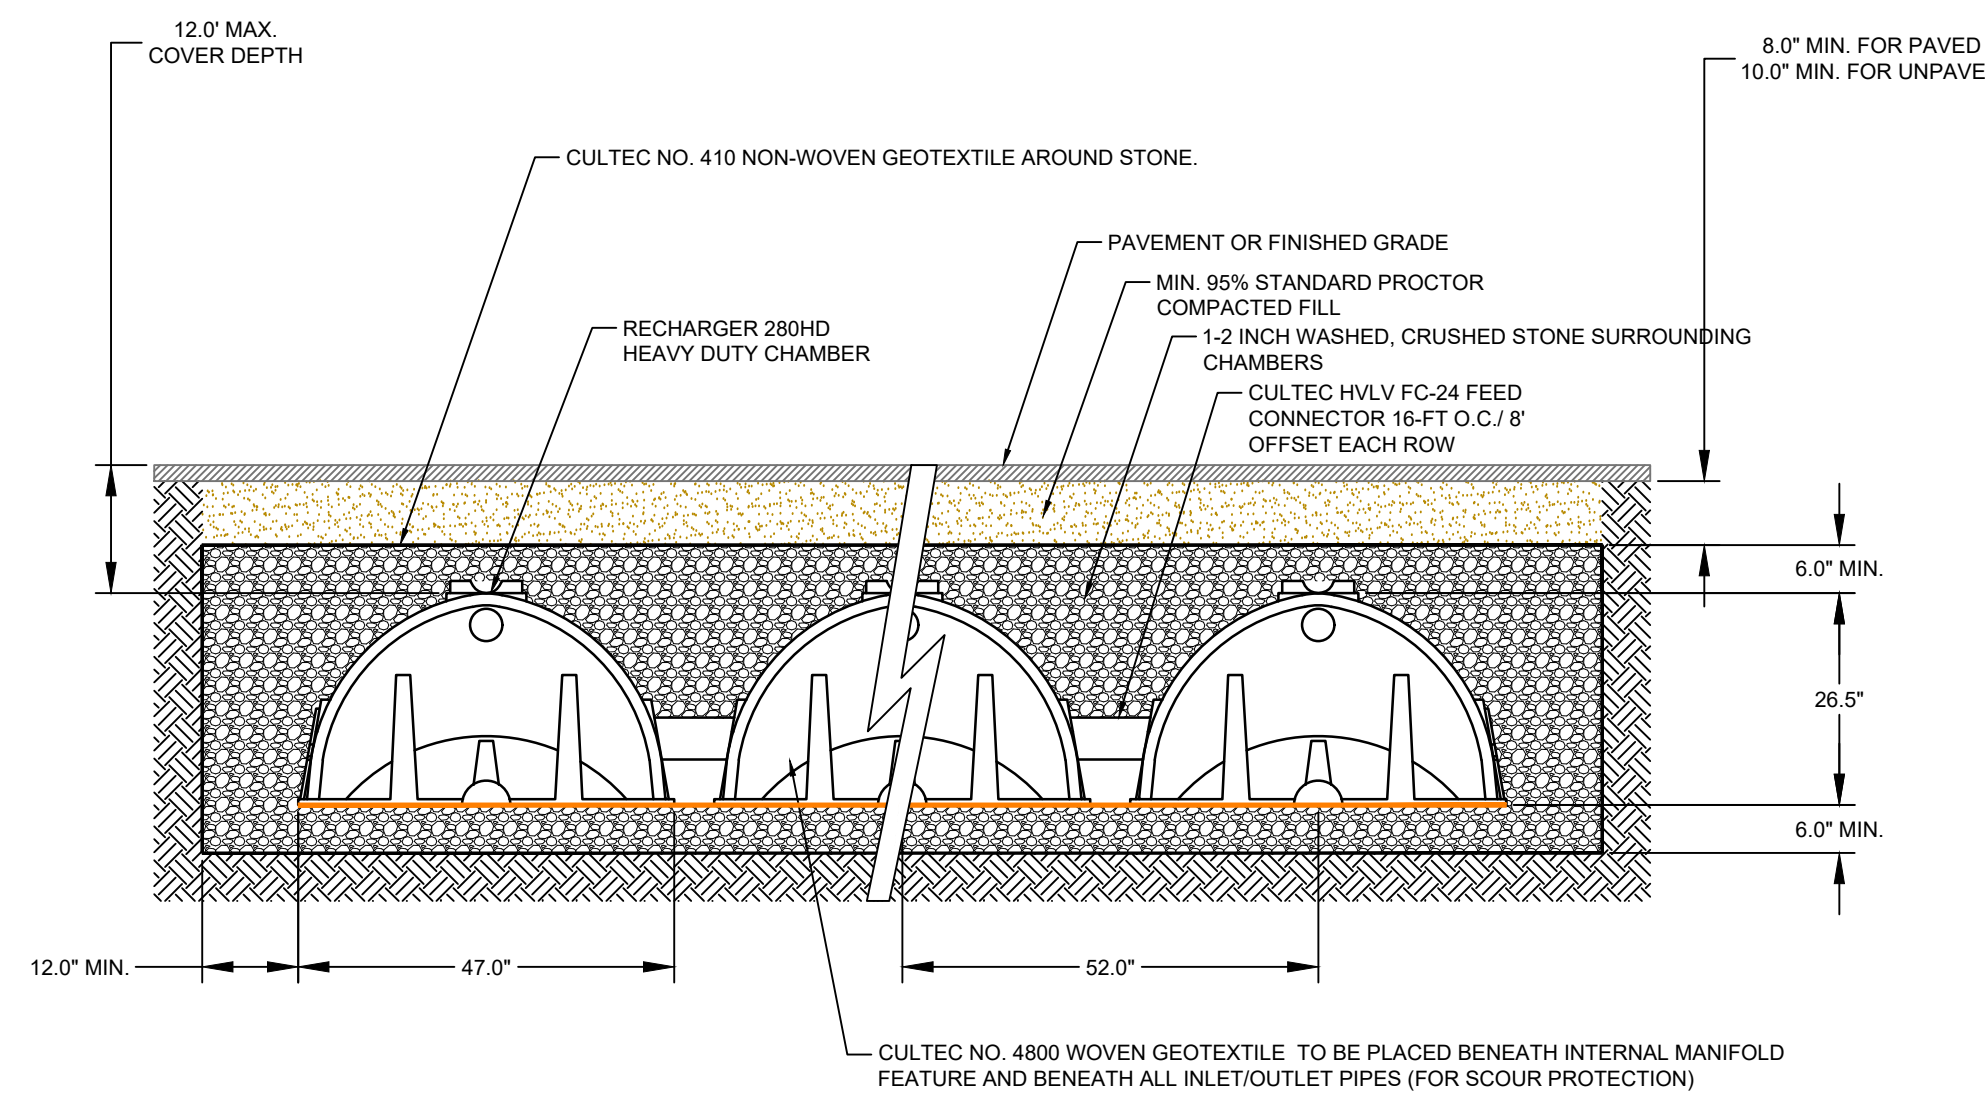 12.0' MAX.
COVER DEPTH
8.0" MIN. FOR PAVED
10.0" MIN. FOR UNPAVE
CULTEC NO. 410 NON-WOVEN GEOTEXTILE AROUND STONE.
PAVEMENT OR FINISHED GRADE
MIN. 95% STANDARD PROCTOR
COMPACTED FILL
RECHARGER 280HD
HEAVY DUTY CHAMBER
1-2 INCH WASHED, CRUSHED STONE SURROUNDING
CHAMBERS
CULTEC HVLV FC-24 FEED
CONNECTOR 16-FT O.C./ 8'
OFFSET EACH ROW
6.0" MIN.
26.5"
6.0" MIN.
12.0" MIN.
47.0"
52.0"
CULTEC NO. 4800 WOVEN GEOTEXTILE TO BE PLACED BENEATH INTERNAL MANIFOLD
FEATURE AND BENEATH ALL INLET/OUTLET PIPES (FOR SCOUR PROTECTION)